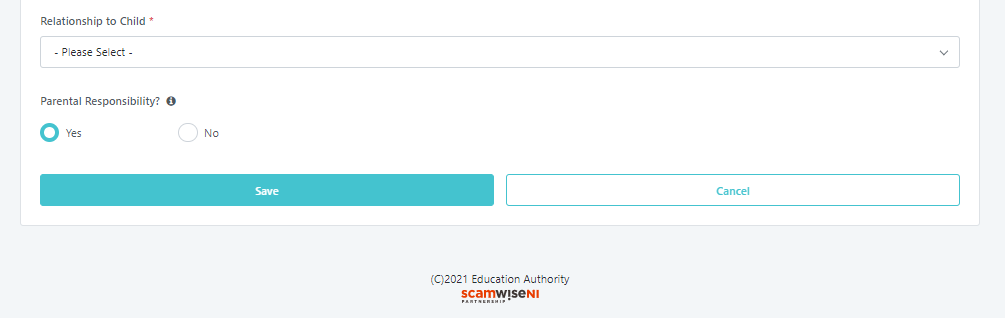 Relationship to Child *
- Please Select -
Parental Responsibility?
Yes
No
Save
Cancel
(C)2021 Education Authority
scamwiseNI
PARTNERSHIP